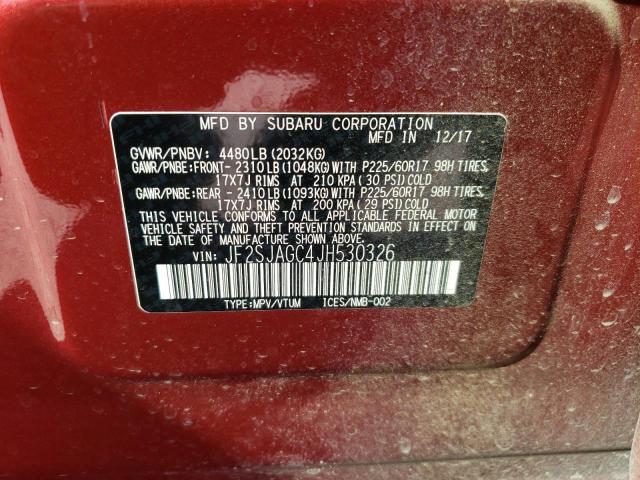 MFD BY SUBARU CORPORATION
MFD IN 12/17
GVWR/PNBV: 4480LB(2032KG)
GAWR/PNBE:FRONT-2310LB(1048KG)WITH P225/60R17 98H TIRES,
17X7J RIMS AT 210 KPA(30 PSI)COLD
GAWR/PNBE:REAR -2410LB(1093KG)WITH P225/60R17 98H TIRES,
17X7J RIMS AT 200 KPA(29 PSI)COLD
THIS VEHICLE CONFORMS TO ALL APPLICABLE FEDERAL MOTOR
VEHICLE SAFETY AND THEFT PREVENTION STANDARDS IN EFFECT
ON THE DATE OF MANUFACTURE SHOWN ABOVE.
VIN: JF2SJAGC4JH530326
TYPE:MPV/VTUM ICES/NMB-002